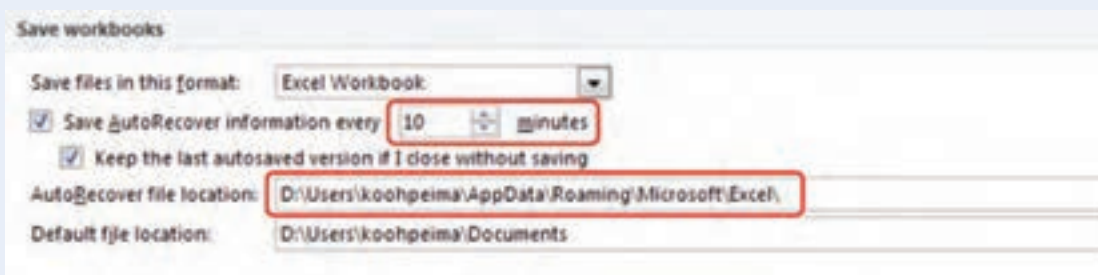 Save workbooks
Save files in this format: Excel Workbook
Save AutoRecover information every 10 minutes
Keep the last autosaved version if I close without saving
AutoRecover file location: D:\Users\koohpeima\AppData\Roaming\Microsoft\Excel\
Default file location: D:\Users\koohpeima\Documents